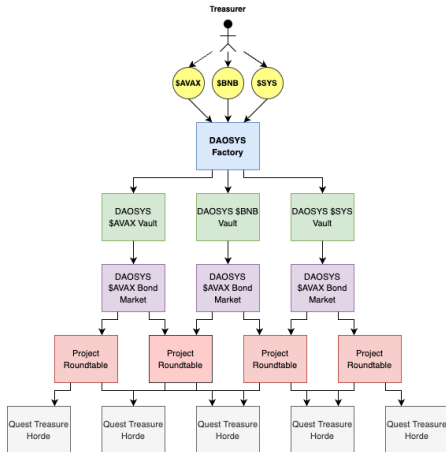 Treasurer
$AVAX
$BNB
$SYS
DAOSYS
Factory
DAOSYS
$AVAX Vault
DAOSYS $BNB
Vault
DAOSYS $SYS
Vault
DAOSYS
$AVAX Bond
Market
DAOSYS
$AVAX Bond
Market
DAOSYS
$AVAX Bond
Market
Project
Roundtable
Project
Roundtable
Project
Roundtable
Project
Roundtable
Quest Treasure
Horde
Quest Treasure
Horde
Quest Treasure
Horde
Quest Treasure
Horde
Quest Treasure
Horde